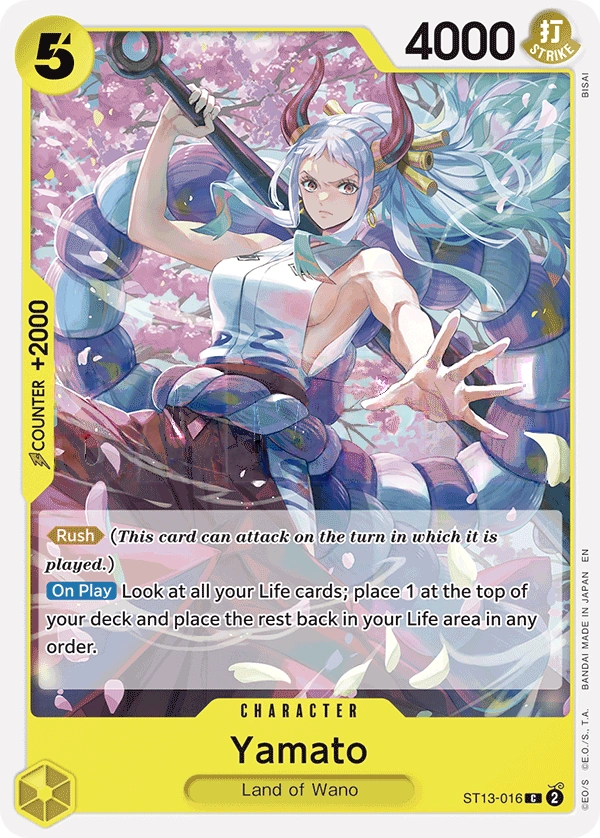 5
4000
打
STRIKE
BISAI
COUNTER +2000
Rush (This card can attack on the turn in which it is
played.)
On Play Look at all your Life cards; place 1 at the top of
your deck and place the rest back in your Life area in any
order.
CHARACTER
Yamato
Land of Wano
ST13-016 C 2
©EO/S ©E.O./S., T.A. BANDAI MADE IN JAPAN EN